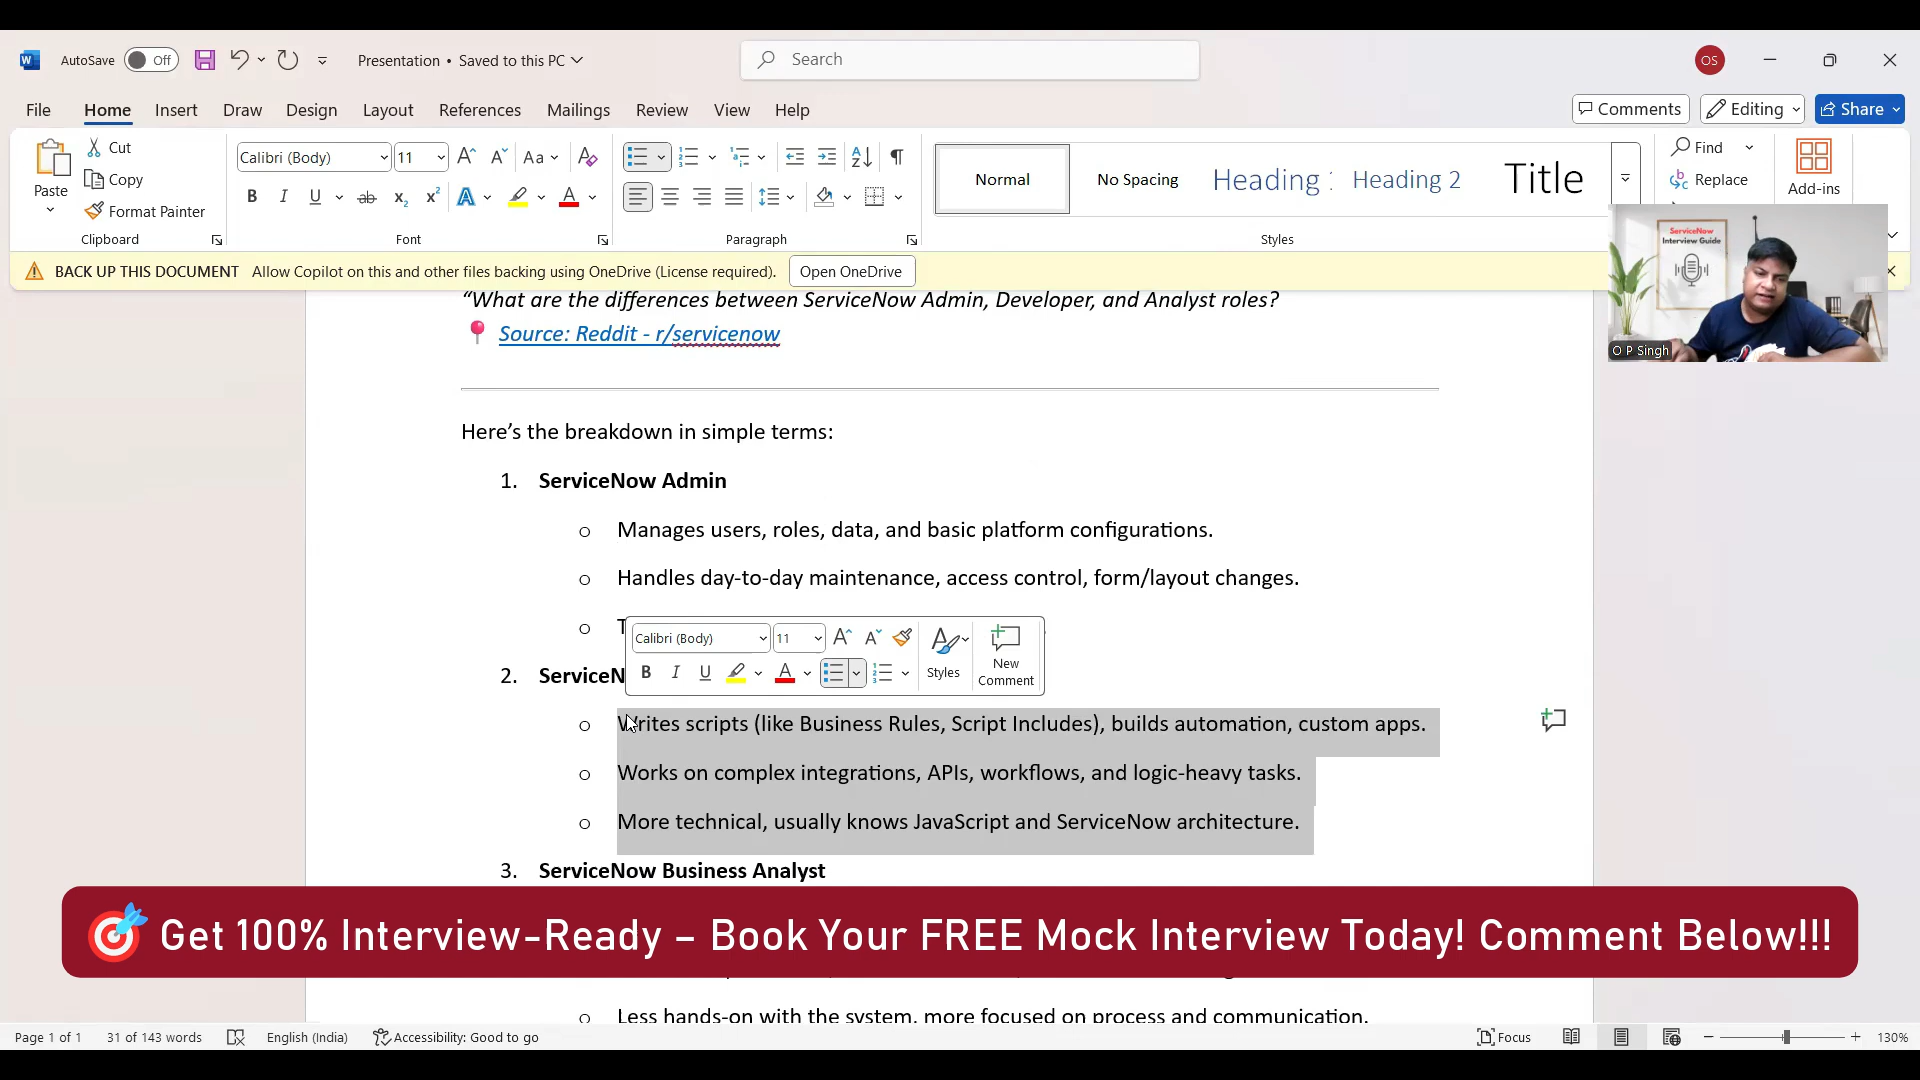 AutoSave Off Presentation • Saved to this PC Search OS
File Home Insert Draw Design Layout References Mailings Review View Help Comments Editing Share
Paste Cut Copy Format Painter
Clipboard
Calibri (Body) 11
Font
Paragraph
Normal No Spacing Heading 1 Heading 2 Title
Styles
Find
Replace
Add-ins
BACK UP THIS DOCUMENT Allow Copilot on this and other files backing using OneDrive (License required). Open OneDrive
ServiceNow
Interview Guide
O P Singh
“What are the differences between ServiceNow Admin, Developer, and Analyst roles?
Source: Reddit - r/servicenow
Here’s the breakdown in simple terms:
1. ServiceNow Admin
o Manages users, roles, data, and basic platform configurations.
o Handles day-to-day maintenance, access control, form/layout changes.
o T
Calibri (Body) 11
B I U Styles New Comment
2. ServiceN
o Writes scripts (like Business Rules, Script Includes), builds automation, custom apps.
o Works on complex integrations, APIs, workflows, and logic-heavy tasks.
o More technical, usually knows JavaScript and ServiceNow architecture.
3. ServiceNow Business Analyst
Get 100% Interview-Ready – Book Your FREE Mock Interview Today! Comment Below!!!
o Less hands-on with the system, more focused on process and communication.
Page 1 of 1 31 of 143 words English (India) Accessibility: Good to go Focus 130%